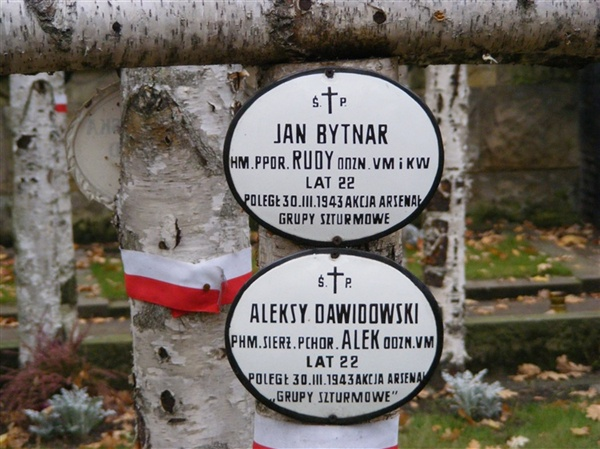 Ś. P.
JAN BYTNAR
HM. PPOR. RUDY ODZN. VM i KW
LAT 22
POLEGŁ 30.III.1943 AKCJA ARSENAŁ
GRUPY SZTURMOWE
Ś. P.
ALEKSY DAWIDOWSKI
PHM. SIERŻ. PCHOR. ALEK ODZN. V.M
LAT 22
POLEGŁ 30.III.1943 AKCJA ARSENAŁ
„GRUPY SZTURMOWE”